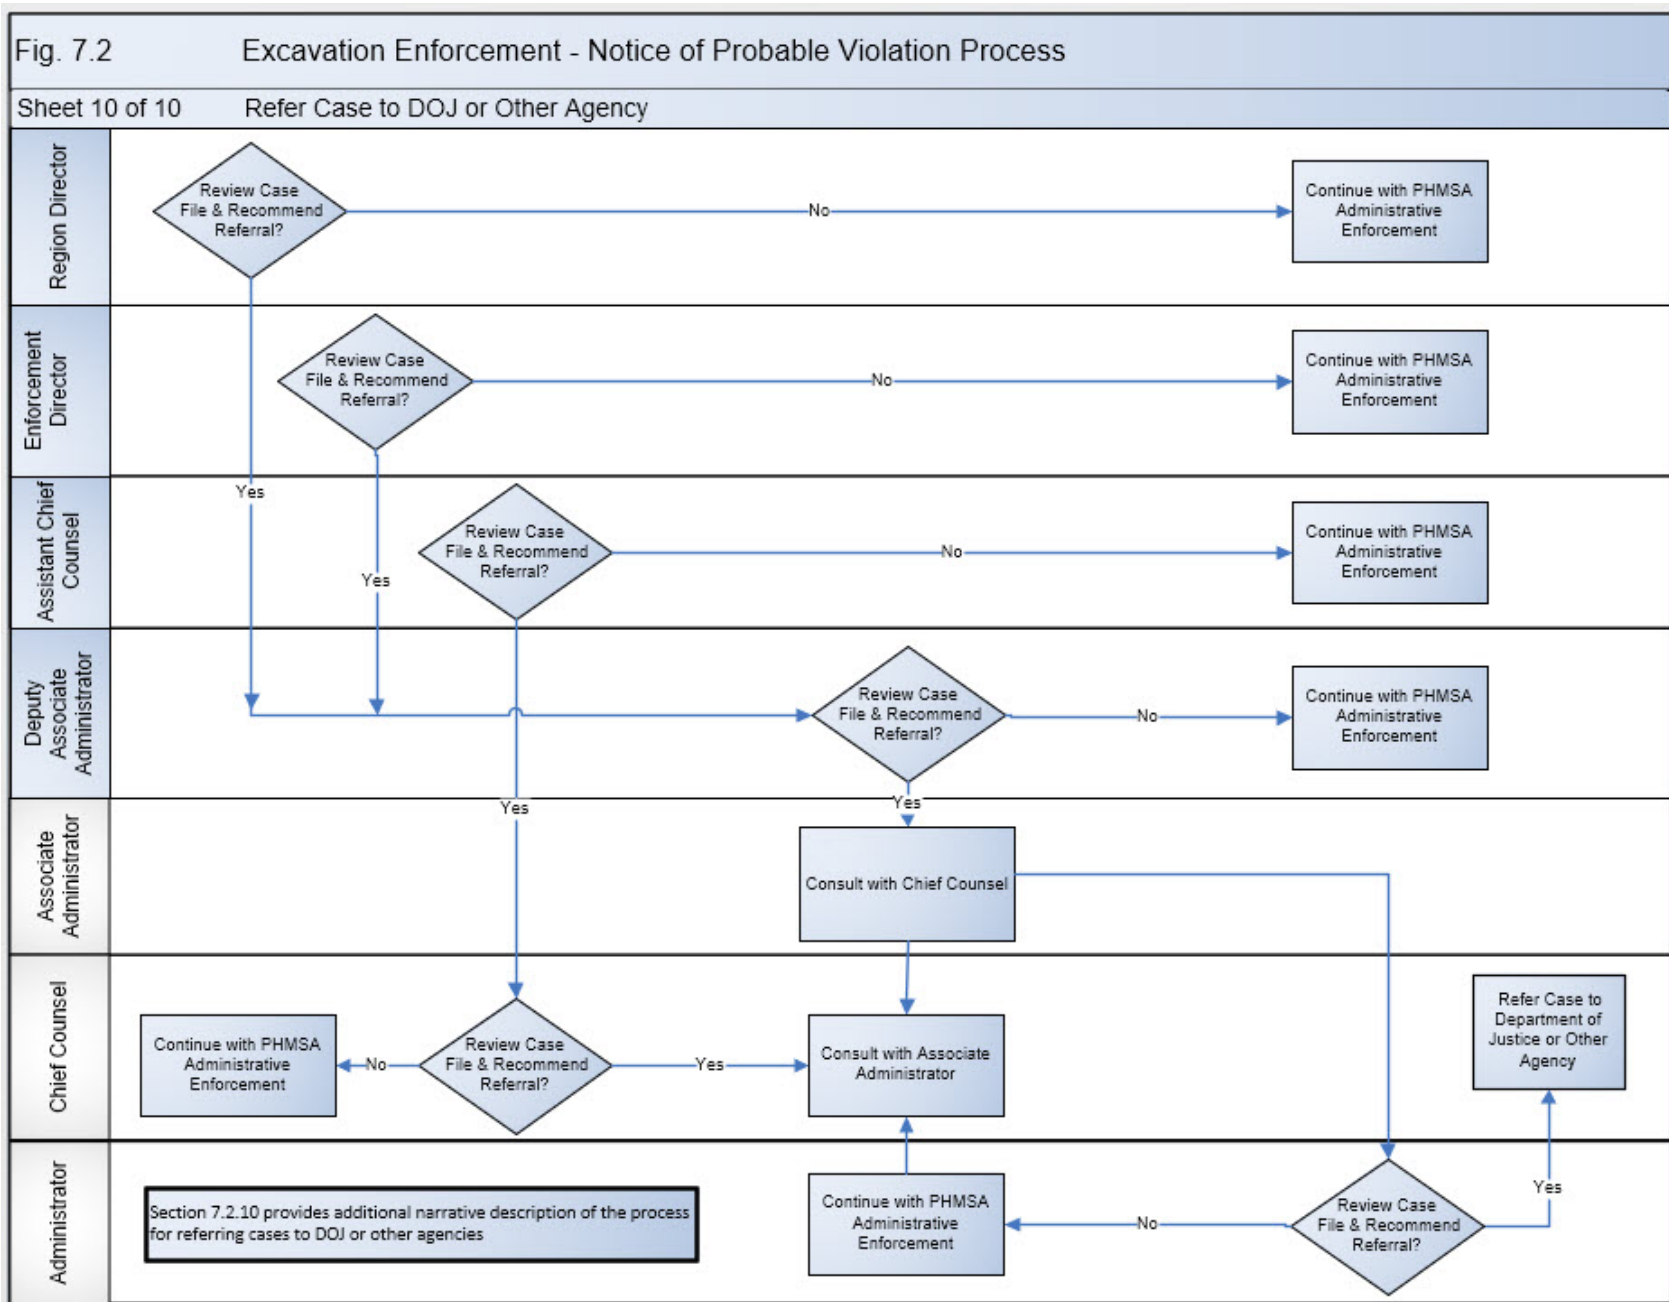 Fig. 7.2 Excavation Enforcement - Notice of Probable Violation Process
Sheet 10 of 10 Refer Case to DOJ or Other Agency
Region Director
Review Case
File & Recommend
Referral?
No
Continue with PHMSA
Administrative
Enforcement
Enforcement
Director
Review Case
File & Recommend
Referral?
No
Continue with PHMSA
Administrative
Enforcement
Yes
Assistant Chief
Counsel
Yes
Review Case
File & Recommend
Referral?
No
Continue with PHMSA
Administrative
Enforcement
Deputy
Associate
Administrator
Review Case
File & Recommend
Referral?
No
Continue with PHMSA
Administrative
Enforcement
Yes
Yes
Associate
Administrator
Consult with Chief Counsel
Chief Counsel
Continue with PHMSA
Administrative
Enforcement
No
Review Case
File & Recommend
Referral?
Yes
Consult with Associate
Administrator
Refer Case to
Department of
Justice or Other
Agency
Administrator
Section 7.2.10 provides additional narrative description of the process
for referring cases to DOJ or other agencies
Continue with PHMSA
Administrative
Enforcement
No
Review Case
File & Recommend
Referral?
Yes